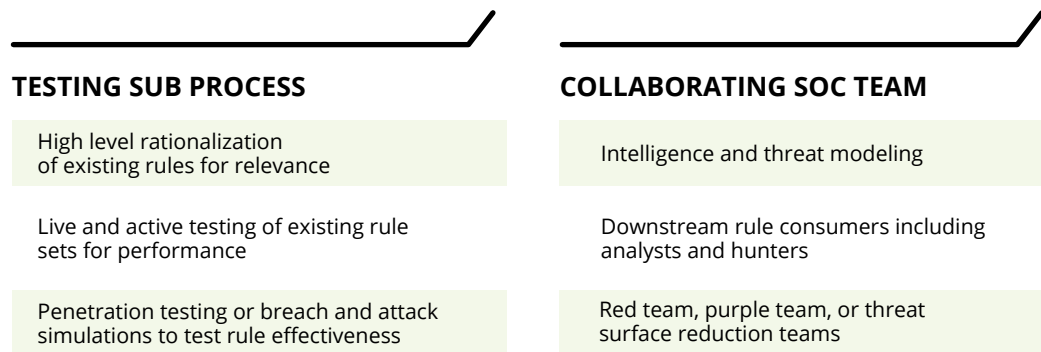 TESTING SUB PROCESS
COLLABORATING SOC TEAM
High level rationalization
of existing rules for relevance
Intelligence and threat modeling
Live and active testing of existing rule
sets for performance
Downstream rule consumers including
analysts and hunters
Penetration testing or breach and attack
simulations to test rule effectiveness
Red team, purple team, or threat
surface reduction teams